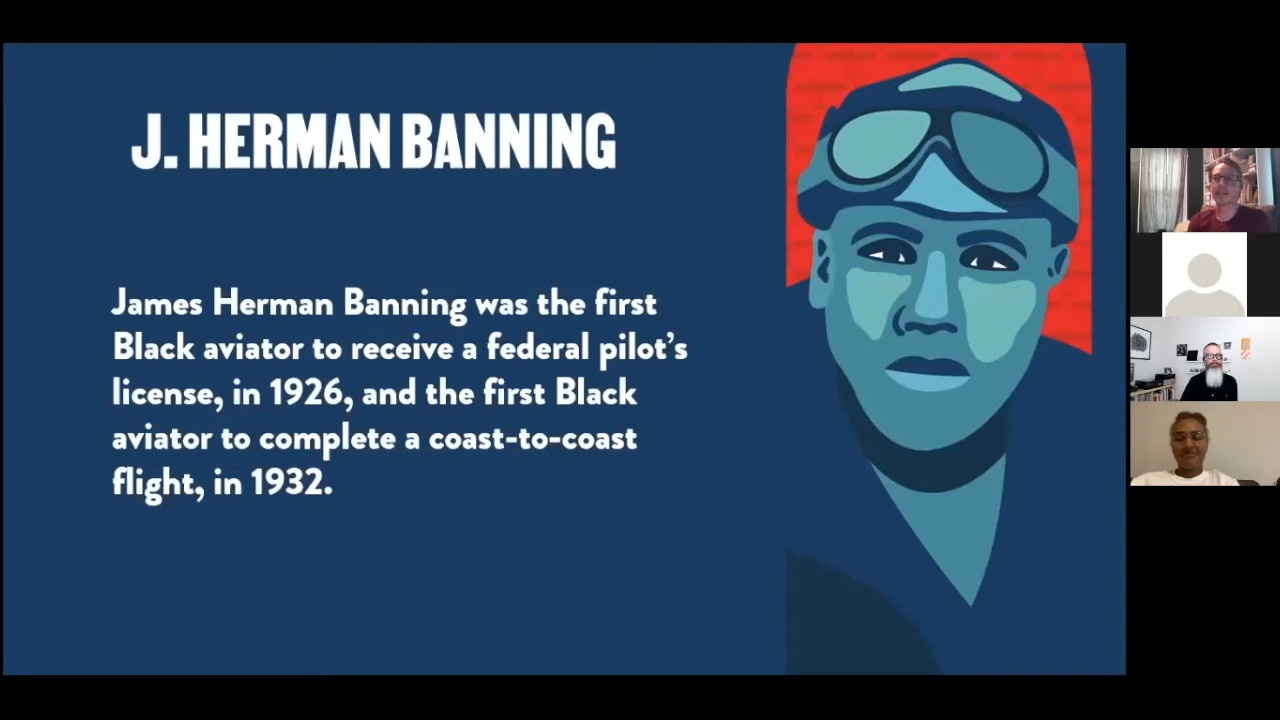 J. HERMAN BANNING
James Herman Banning was the first
Black aviator to receive a federal pilot’s
license, in 1926, and the first Black
aviator to complete a coast-to-coast
flight, in 1932.